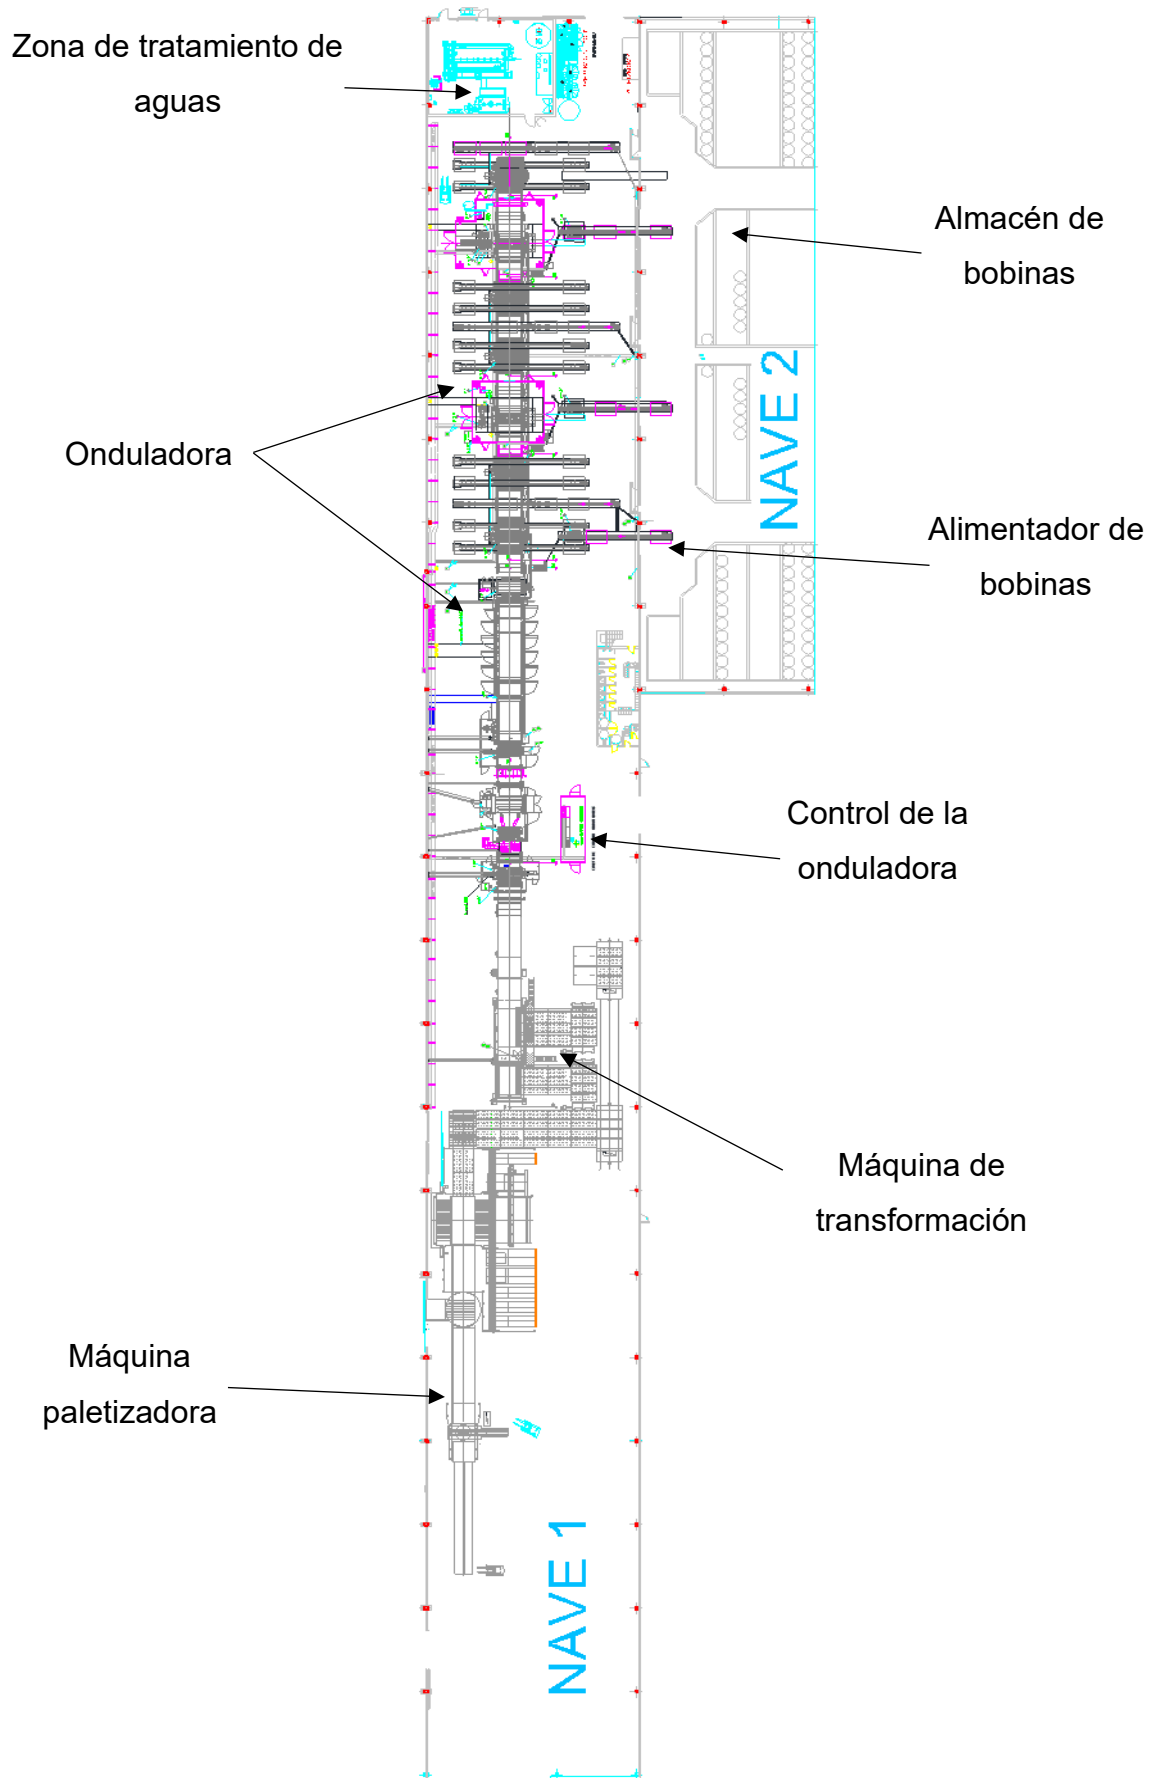 Zona de tratamiento de
aguas
Almacén de
bobinas
NAVE 2
Onduladora
Alimentador de
bobinas
Control de la
onduladora
Máquina de
transformación
Máquina
paletizadora
NAVE 1